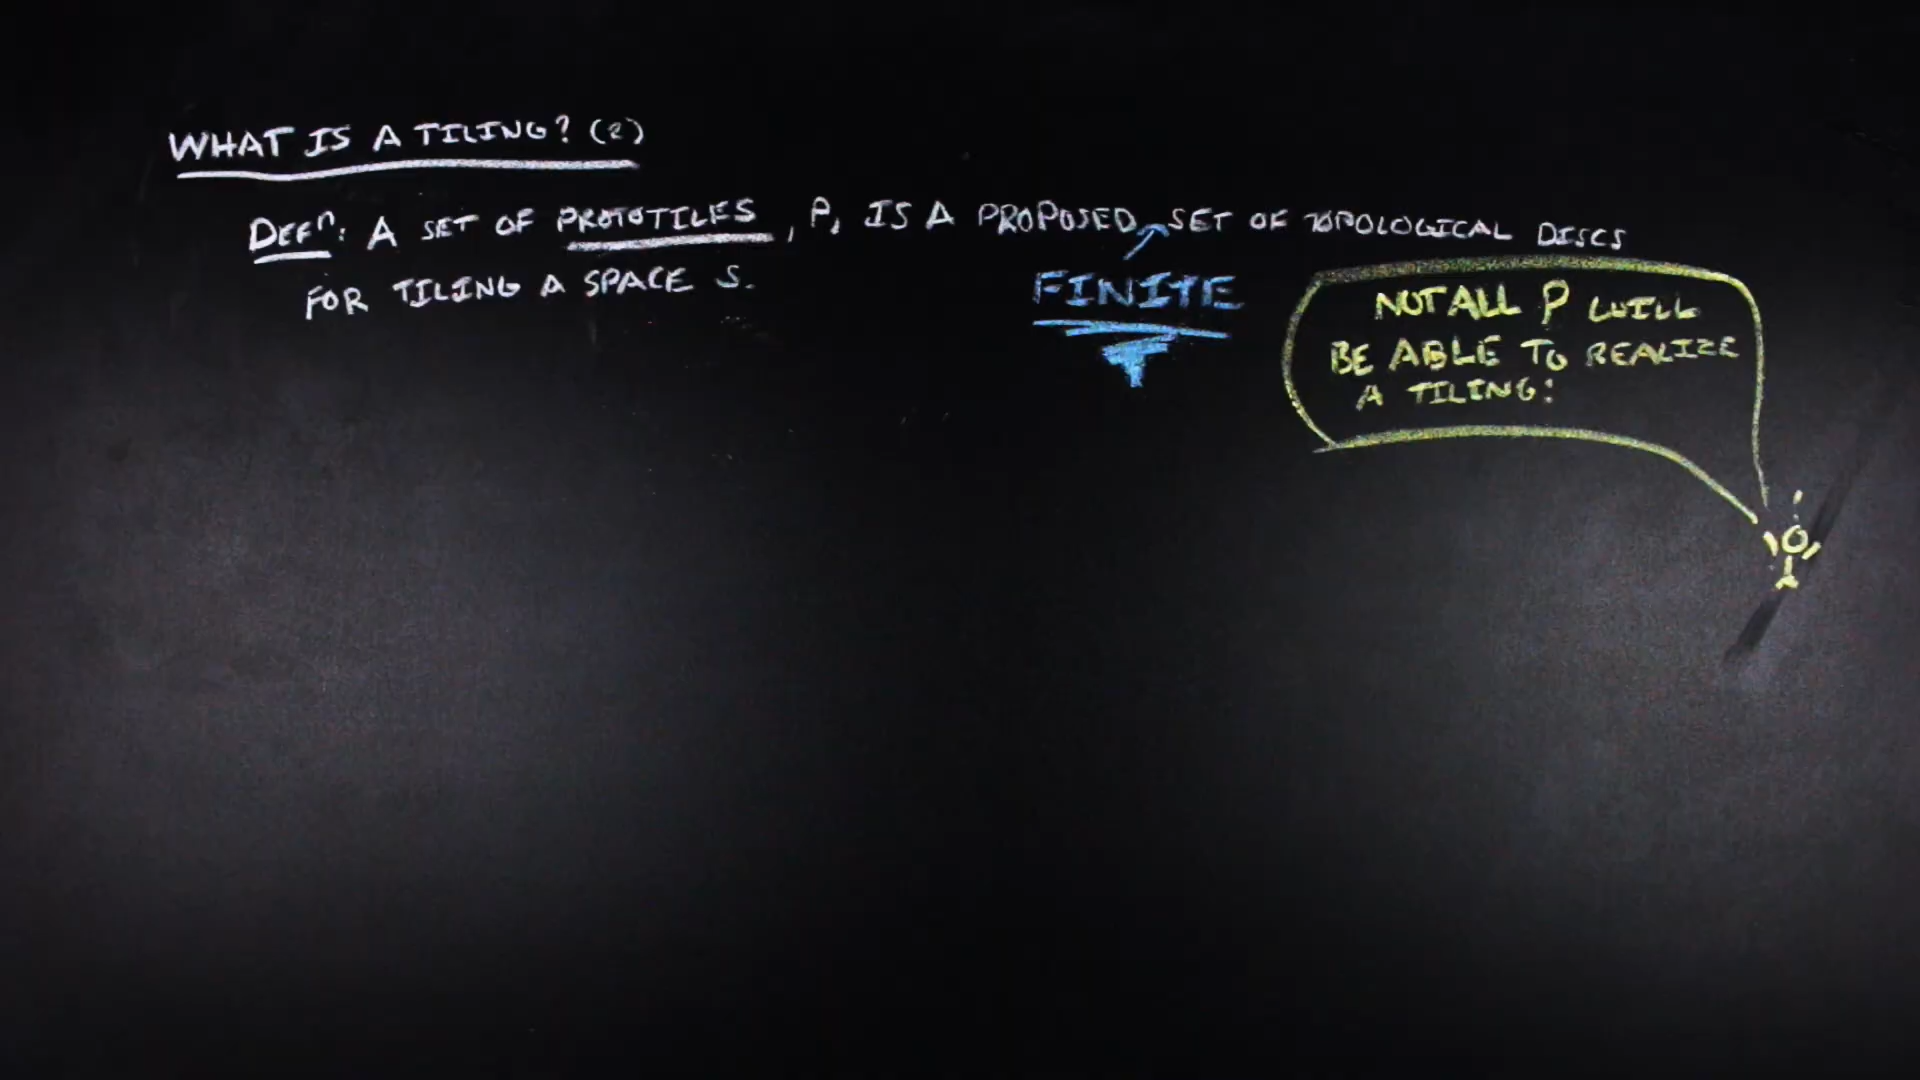 WHAT IS A TILING? (2)
DEFⁿ: A SET OF PROTOTILES, P, IS A PROPOSED SET OF TOPOLOGICAL DISCS
FOR TILING A SPACE S.
FINITE
NOT ALL P WILL
BE ABLE TO REALIZE
A TILING!